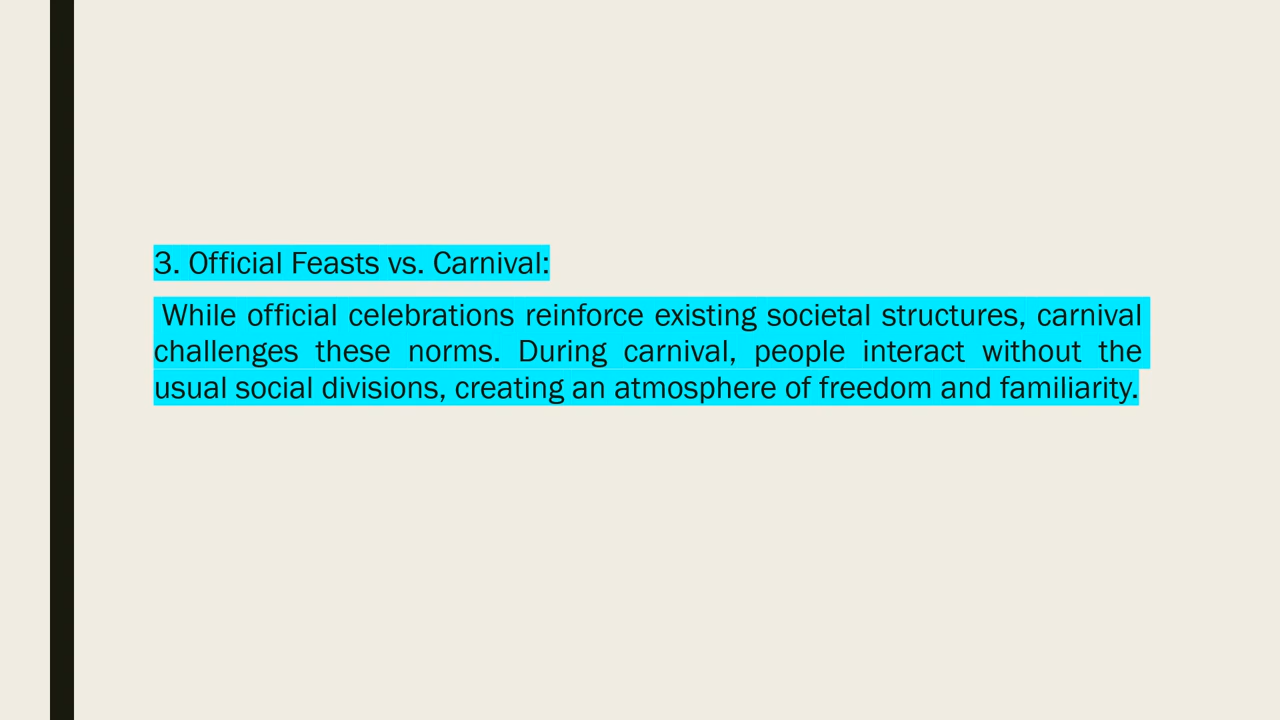 3. Official Feasts vs. Carnival:
While official celebrations reinforce existing societal structures, carnival
challenges these norms. During carnival, people interact without the
usual social divisions, creating an atmosphere of freedom and familiarity.